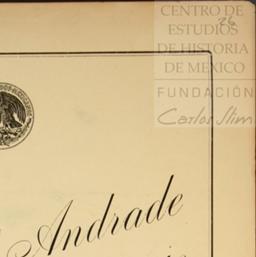 CENTRO DE
26
ESTUDIOS
DE HISTORIA
DE MEXICO
FUNDACIÓN
Carlos Slim
Andrade